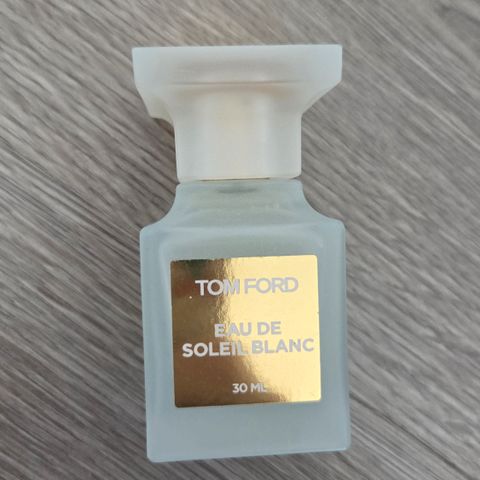 TOM FORD
EAU DE
SOLEIL BLANC
30 ML